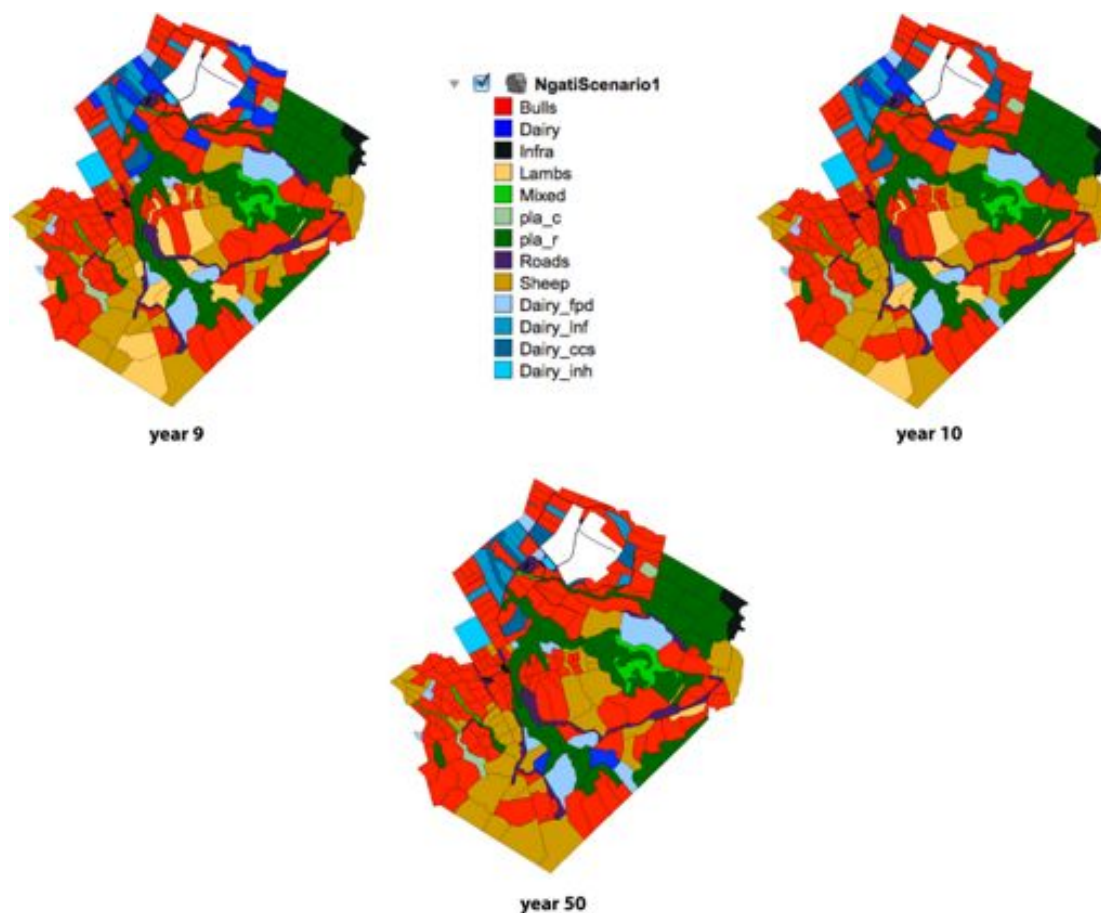 NgatiScenario1
Bulls
Dairy
Infra
Lambs
Mixed
pla_c
pla_r
Roads
Sheep
Dairy_fpd
Dairy_lnf
Dairy_ccs
Dairy_inh
year 9
year 10
year 50